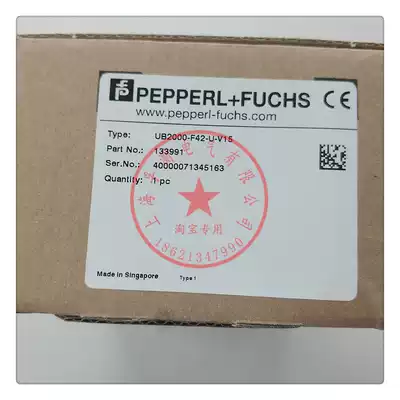 PEPPERL+FUCHS CE
pepperl-fuchs.com
Type: UB2000-F42-U-V15
Part No.: 133991
Ser.No.: 40000071345163
Quantity: 1 pc
淘宝专用
18621347990
Made in Singapore
Type 1